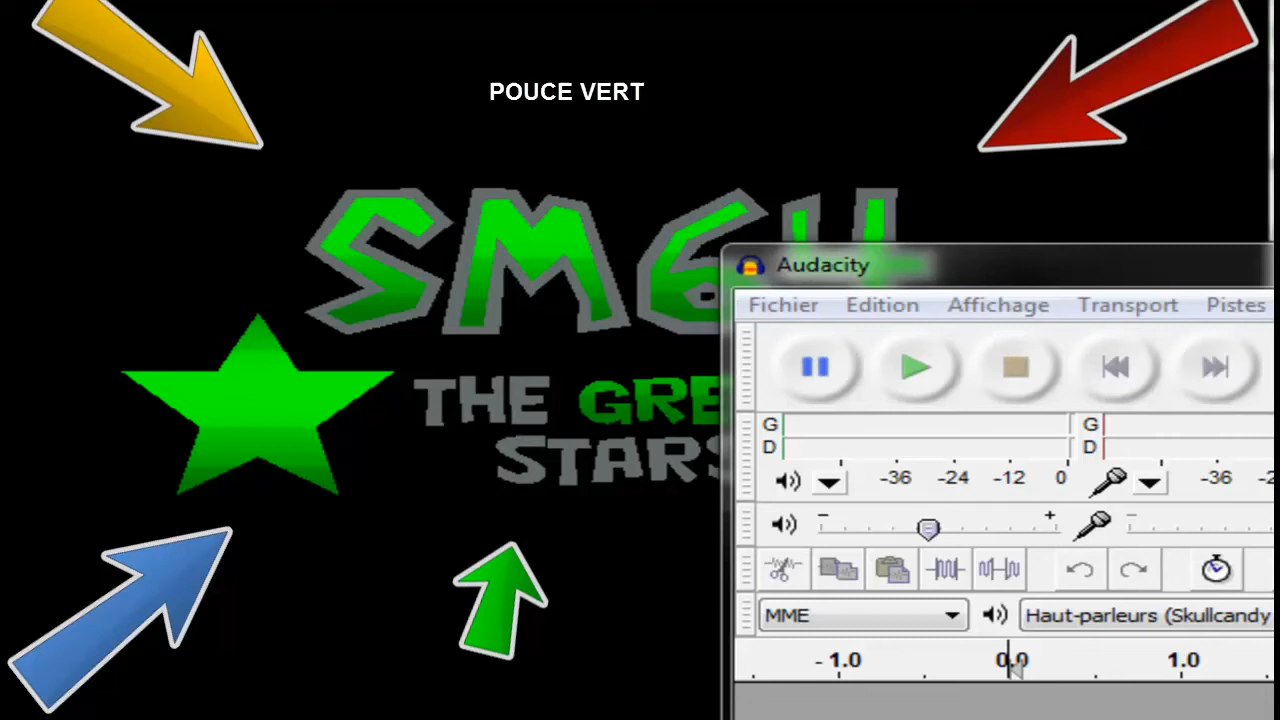 POUCE VERT
SM64
THE GRE
STARS
Audacity
Fichier Edition Affichage Transport Pistes
G G
D D
-36 -24 -12 0 -36 -2
- + -
MME Haut-parleurs (Skullcandy
- 1.0 0.0 1.0